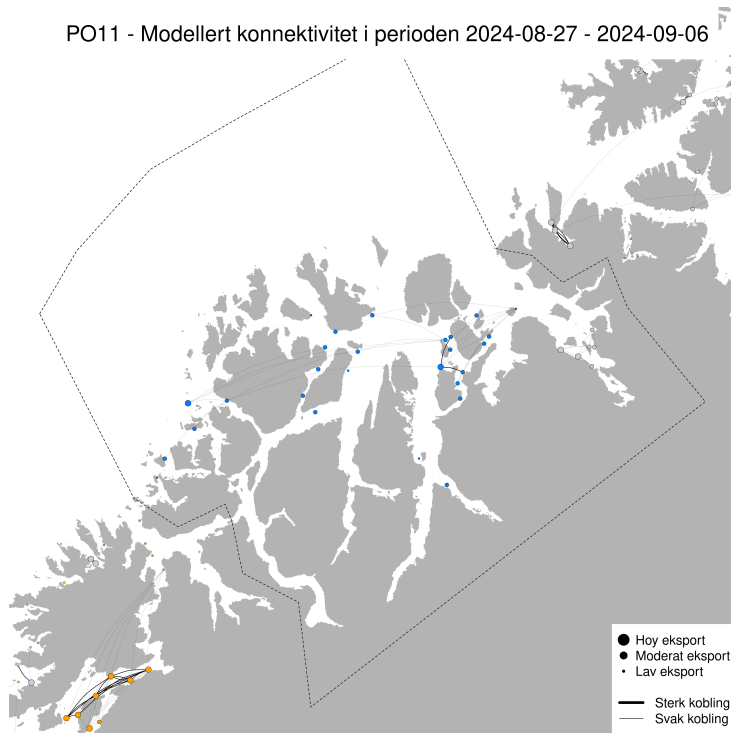 PO11 - Modellert konnektivitet i perioden 2024-08-27 - 2024-09-06
Hoy eksport
Moderat eksport
Lav eksport
Sterk kobling
Svak kobling